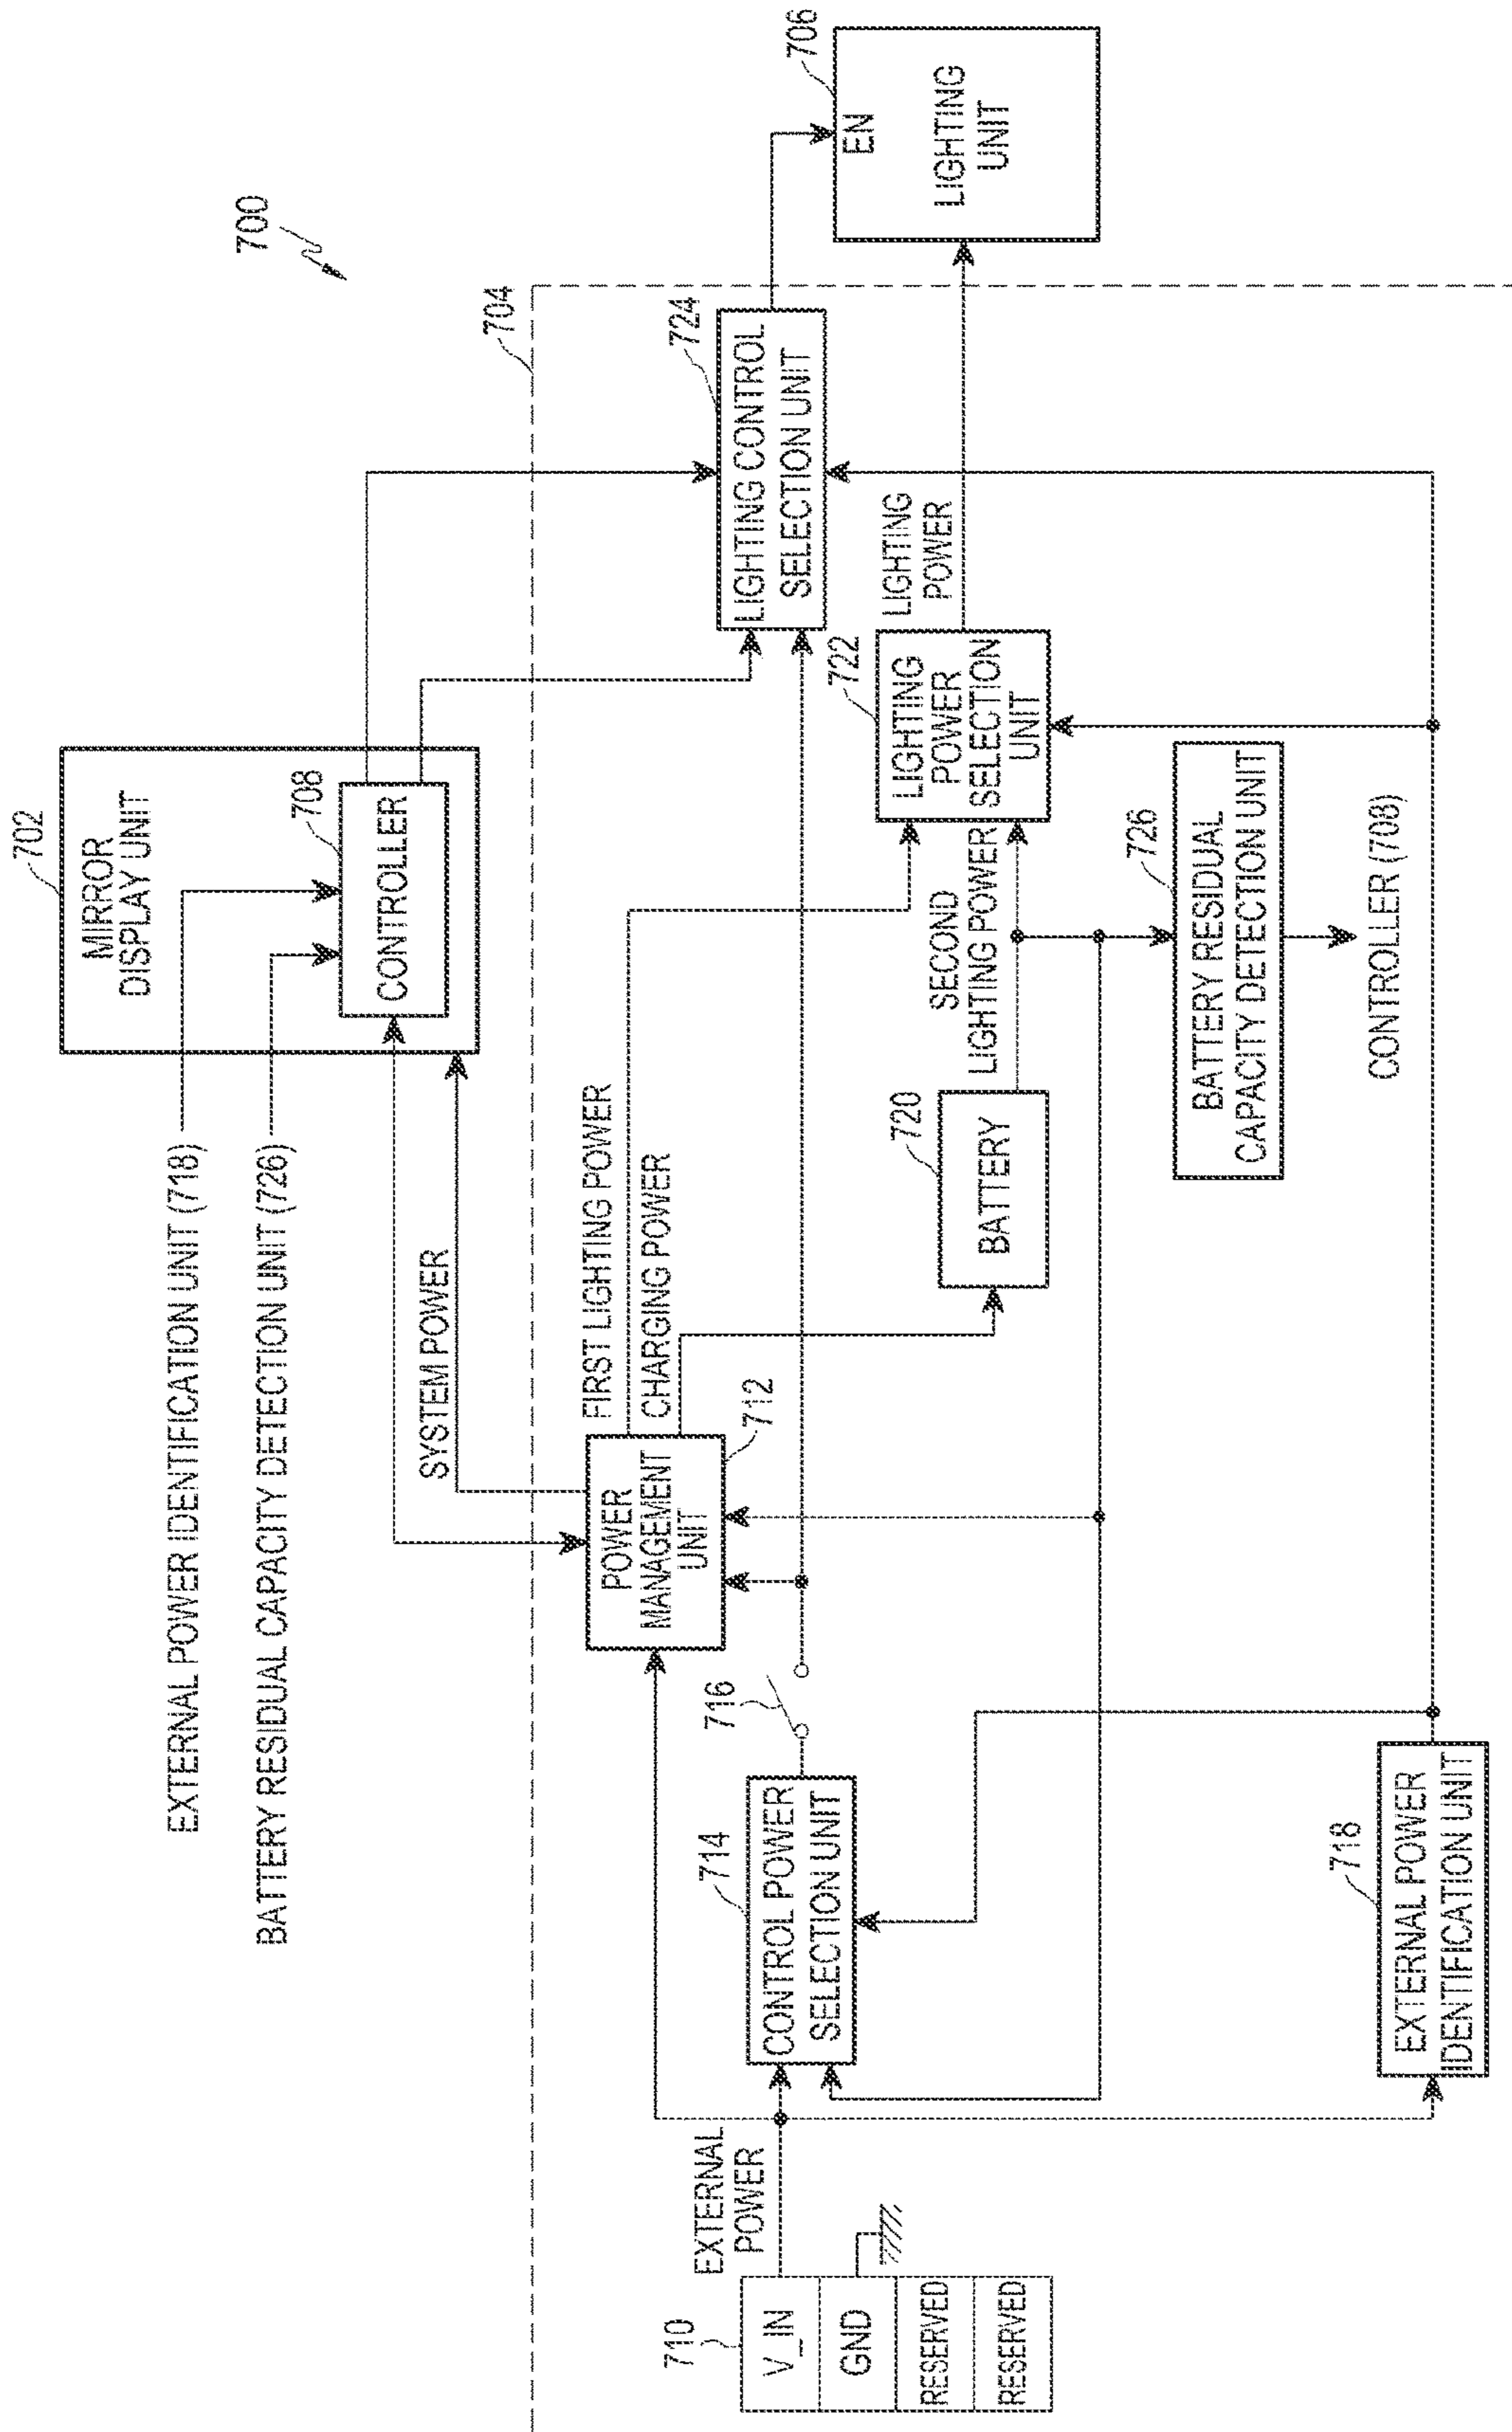 700
702
MIRROR
DISPLAY UNIT
708
CONTROLLER
EXTERNAL POWER IDENTIFICATION UNIT (718)
BATTERY RESIDUAL CAPACITY DETECTION UNIT (726)
SYSTEM POWER
704
FIRST LIGHTING POWER
CHARGING POWER
POWER
MANAGEMENT
UNIT
712
724
LIGHTING CONTROL
SELECTION UNIT
706
EN
LIGHTING
UNIT
710
V_IN
GND
RESERVED
RESERVED
EXTERNAL
POWER
714
CONTROL POWER
SELECTION UNIT
716
720
BATTERY
SECOND
LIGHTING POWER
722
LIGHTING
POWER
SELECTION
UNIT
LIGHTING
POWER
726
BATTERY RESIDUAL
CAPACITY DETECTION UNIT
CONTROLLER (708)
718
EXTERNAL POWER
IDENTIFICATION UNIT